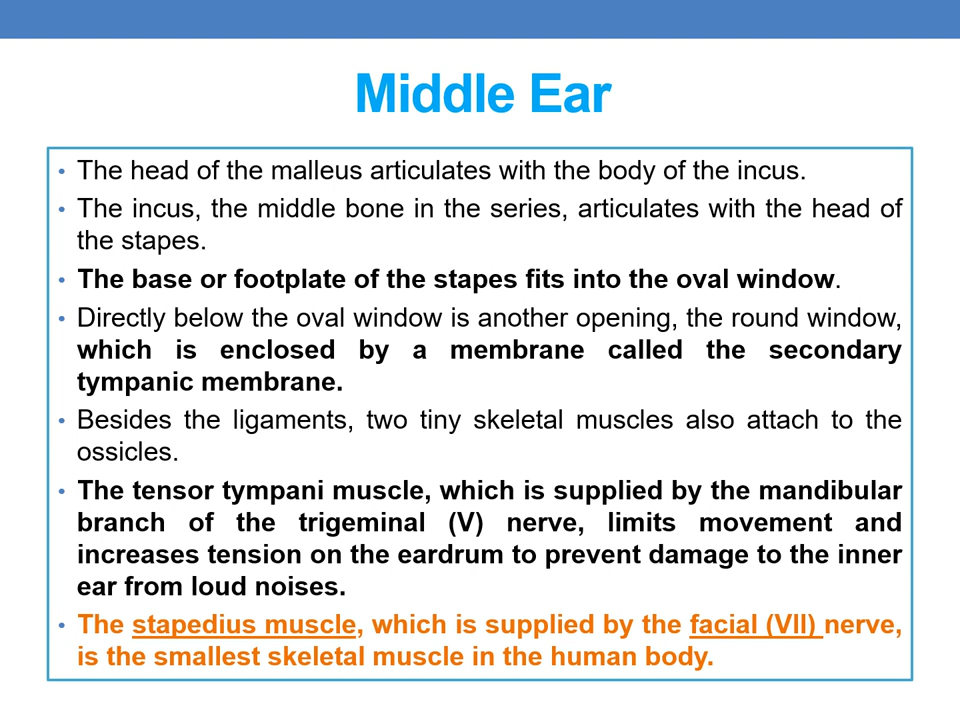 Middle Ear
• The head of the malleus articulates with the body of the incus.
• The incus, the middle bone in the series, articulates with the head of
the stapes.
• The base or footplate of the stapes fits into the oval window.
• Directly below the oval window is another opening, the round window,
which is enclosed by a membrane called the secondary
tympanic membrane.
• Besides the ligaments, two tiny skeletal muscles also attach to the
ossicles.
• The tensor tympani muscle, which is supplied by the mandibular
branch of the trigeminal (V) nerve, limits movement and
increases tension on the eardrum to prevent damage to the inner
ear from loud noises.
• The stapedius muscle, which is supplied by the facial (VII) nerve,
is the smallest skeletal muscle in the human body.